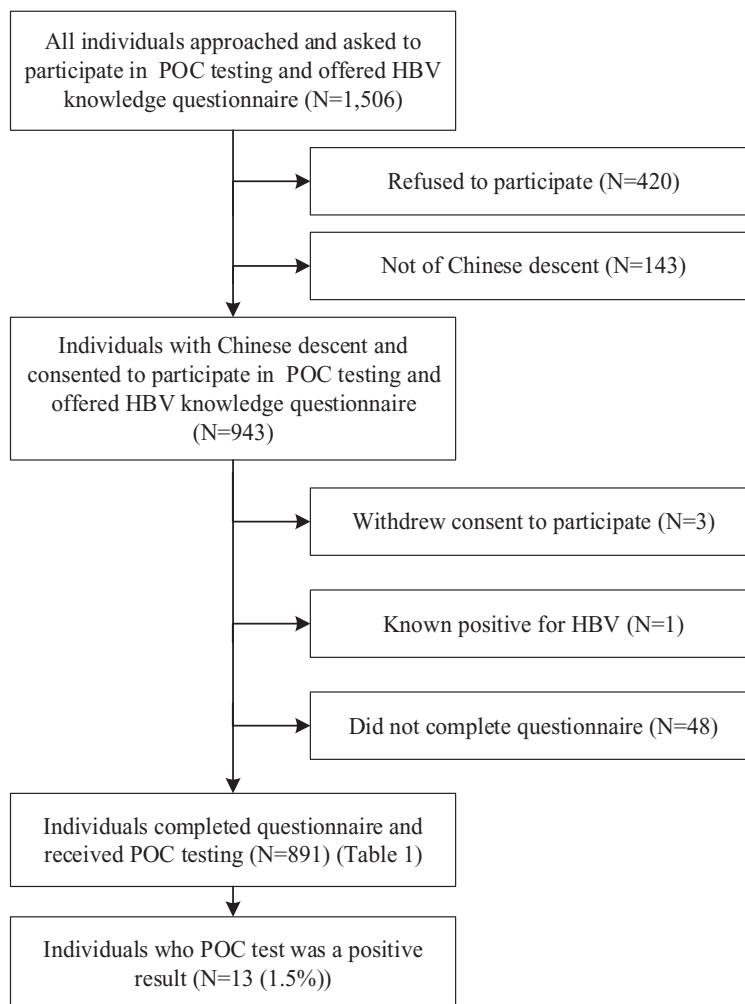 All individuals approached and asked to
participate in POC testing and offered HBV
knowledge questionnaire (N=1,506)
Refused to participate (N=420)
Not of Chinese descent (N=143)
Individuals with Chinese descent and
consented to participate in POC testing and
offered HBV knowledge questionnaire
(N=943)
Withdrew consent to participate (N=3)
Known positive for HBV (N=1)
Did not complete questionnaire (N=48)
Individuals completed questionnaire and
received POC testing (N=891) (Table 1)
Individuals who POC test was a positive
result (N=13 (1.5%))